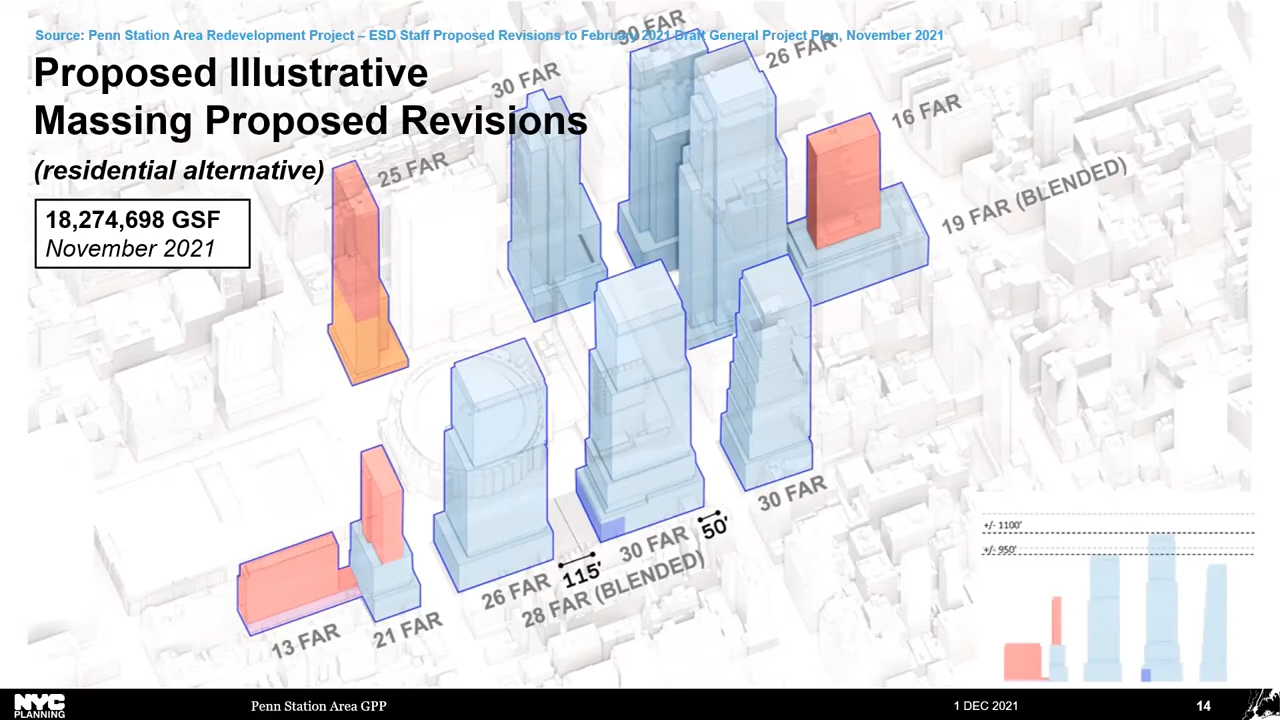 Source: Penn Station Area Redevelopment Project – ESD Staff Proposed Revisions to February 2021 Draft General Project Plan, November 2021
Proposed Illustrative
Massing Proposed Revisions
(residential alternative)
18,274,698 GSF
November 2021
30 FAR
26 FAR
30 FAR
16 FAR
25 FAR
19 FAR (BLENDED)
30 FAR
50'
30 FAR
115'
26 FAR
28 FAR (BLENDED)
21 FAR
13 FAR
+/- 1100'
+/- 950'
NYC
PLANNING
Penn Station Area GPP
1 DEC 2021
14